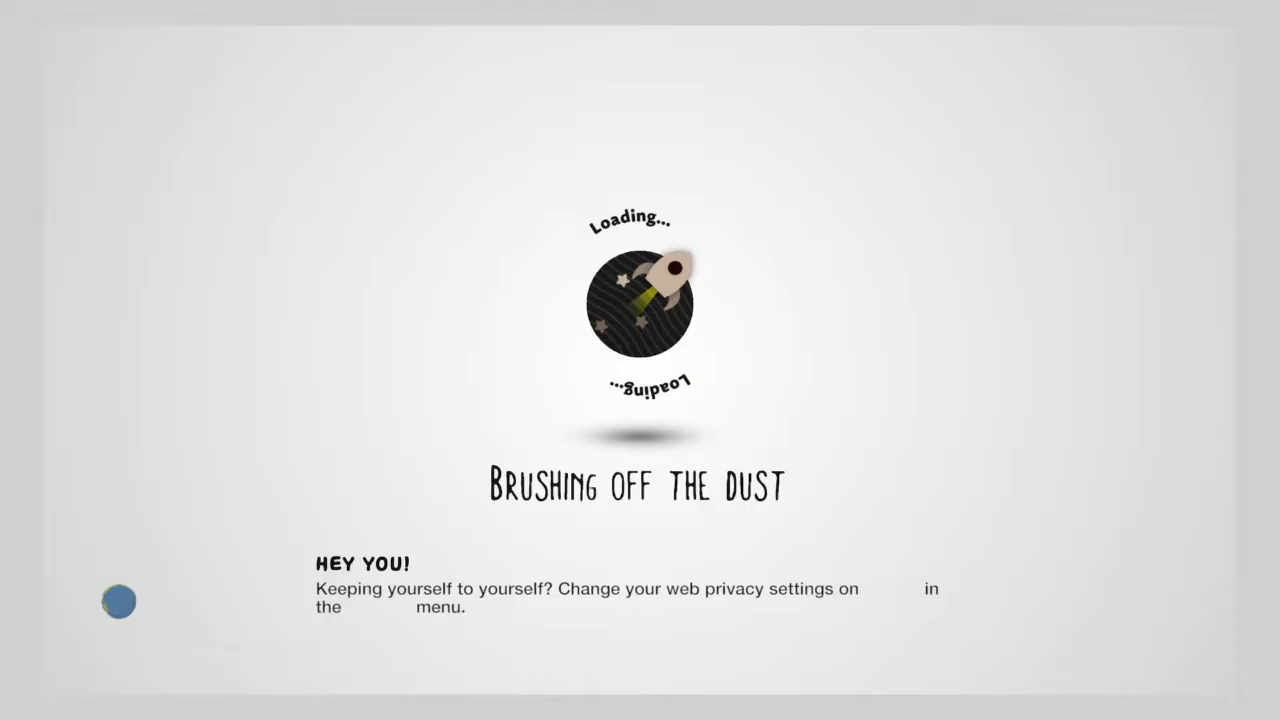 Loading...
Loading...
BRUSHING OFF THE DUST
HEY YOU!
Keeping yourself to yourself? Change your web privacy settings on in
the menu.